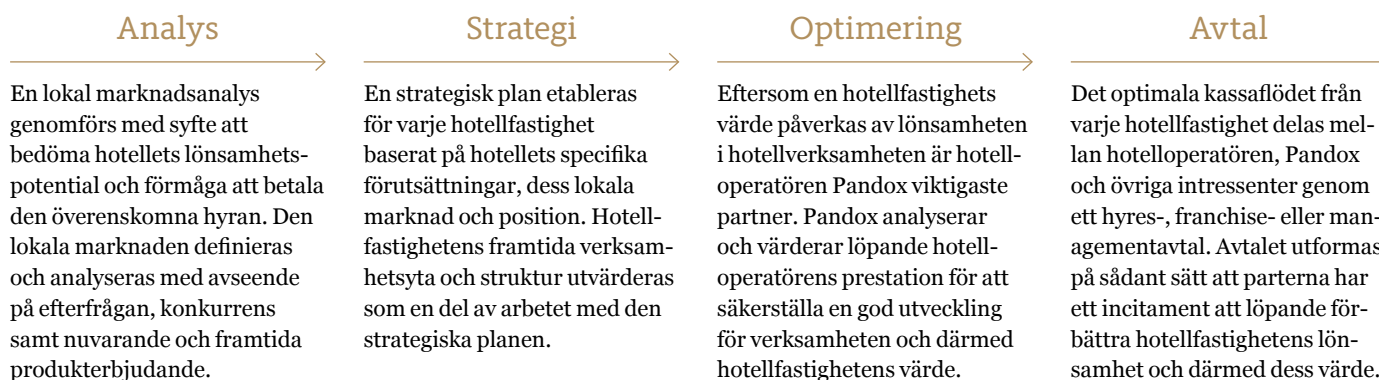 Analys
En lokal marknadsanalys
genomförs med syfte att
bedöma hotellets lönsamhets-
potential och förmåga att betala
den överenskomna hyran. Den
lokala marknaden definieras
och analyseras med avseende
på efterfrågan, konkurrens
samt nuvarande och framtida
produkterbjudande.
Strategi
En strategisk plan etableras
för varje hotellfastighet
baserat på hotellets specifika
förutsättningar, dess lokala
marknad och position. Hotell-
fastighetens framtida verksam-
hetsyta och struktur utvärderas
som en del av arbetet med den
strategiska planen.
Optimering
Eftersom en hotellfastighets
värde påverkas av lönsamheten
i hotellverksamheten är hotell-
operatören Pandox viktigaste
partner. Pandox analyserar
och värderar löpande hotell-
operatörens prestation för att
säkerställa en god utveckling
för verksamheten och därmed
hotellfastighetens värde.
Avtal
Det optimala kassaflödet från
varje hotellfastighet delas mel-
lan hotelloperatören, Pandox
och övriga intressenter genom
ett hyres-, franchise- eller man-
agementavtal. Avtalet utformas
på sådant sätt att parterna har
ett incitament att löpande för-
bättra hotellfastighetens lön-
samhet och därmed dess värde.